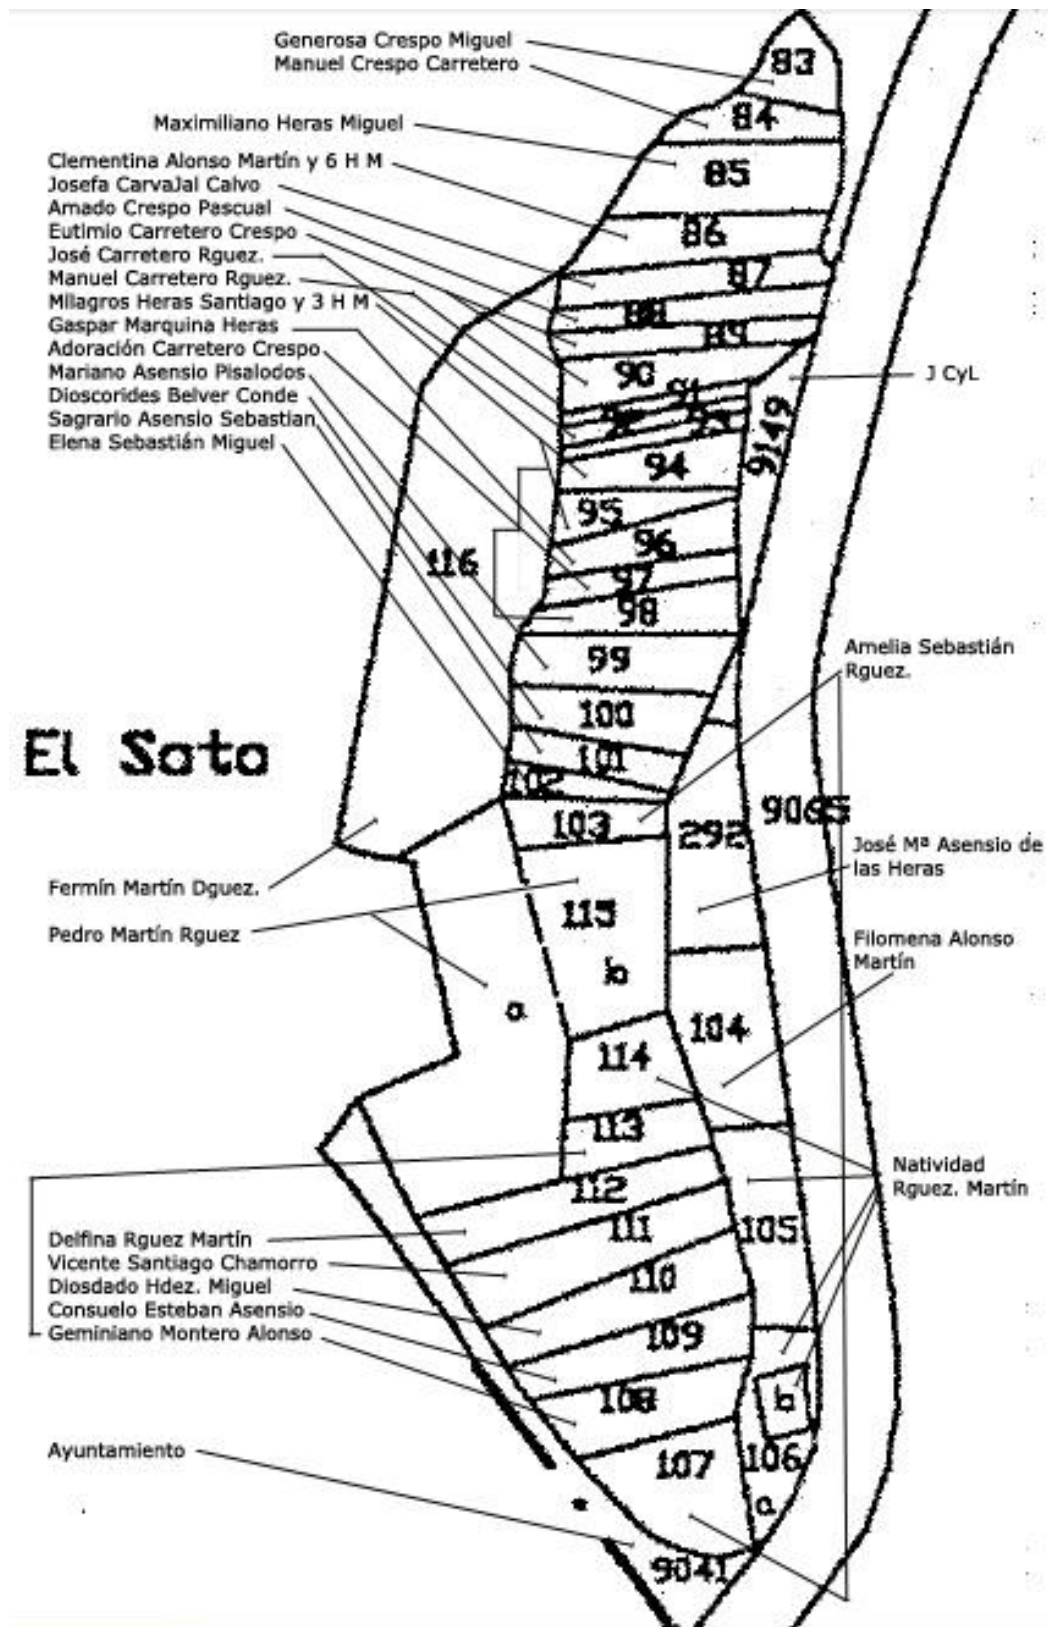 Generosa Crespo Miguel
Manuel Crespo Carretero
Maximiliano Heras Miguel
Clementina Alonso Martín y 6 H M
Josefa CarvaJal Calvo
Amado Crespo Pascual
Eutimio Carretero Crespo
José Carretero Rguez.
Manuel Carretero Rguez.
Milagros Heras Santiago y 3 H M
Gaspar Marquina Heras
Adoración Carretero Crespo
Mariano Asensio Pisalodos
Dioscorides Belver Conde
Sagrario Asensio Sebastian
Elena Sebastián Miguel
83
84
85
86
87
88
89
90
91
92
93
94
J CyL
9149
95
96
97
98
116
99
100
101
102
103
Amelia Sebastián
Rguez.
El Soto
292
9065
José Mª Asensio de
las Heras
Fermín Martín Dguez.
Pedro Martín Rguez
115
b
a
Filomena Alonso
Martín
104
114
113
112
111
110
109
108
107
105
Natividad
Rguez. Martín
Delfina Rguez Martín
Vicente Santiago Chamorro
Diosdado Hdez. Miguel
Consuelo Esteban Asensio
Geminiano Montero Alonso
b
106
a
Ayuntamiento
9041